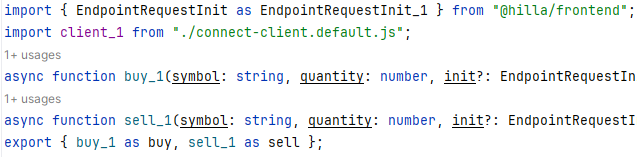 import { EndpointRequestInit as EndpointRequestInit_1 } from "@hilla/frontend";
import client_1 from "./connect-client.default.js";
1+ usages
async function buy_1(symbol: string, quantity: number, init?: EndpointRequestIn
1+ usages
async function sell_1(symbol: string, quantity: number, init?: EndpointRequestI
export { buy_1 as buy, sell_1 as sell };